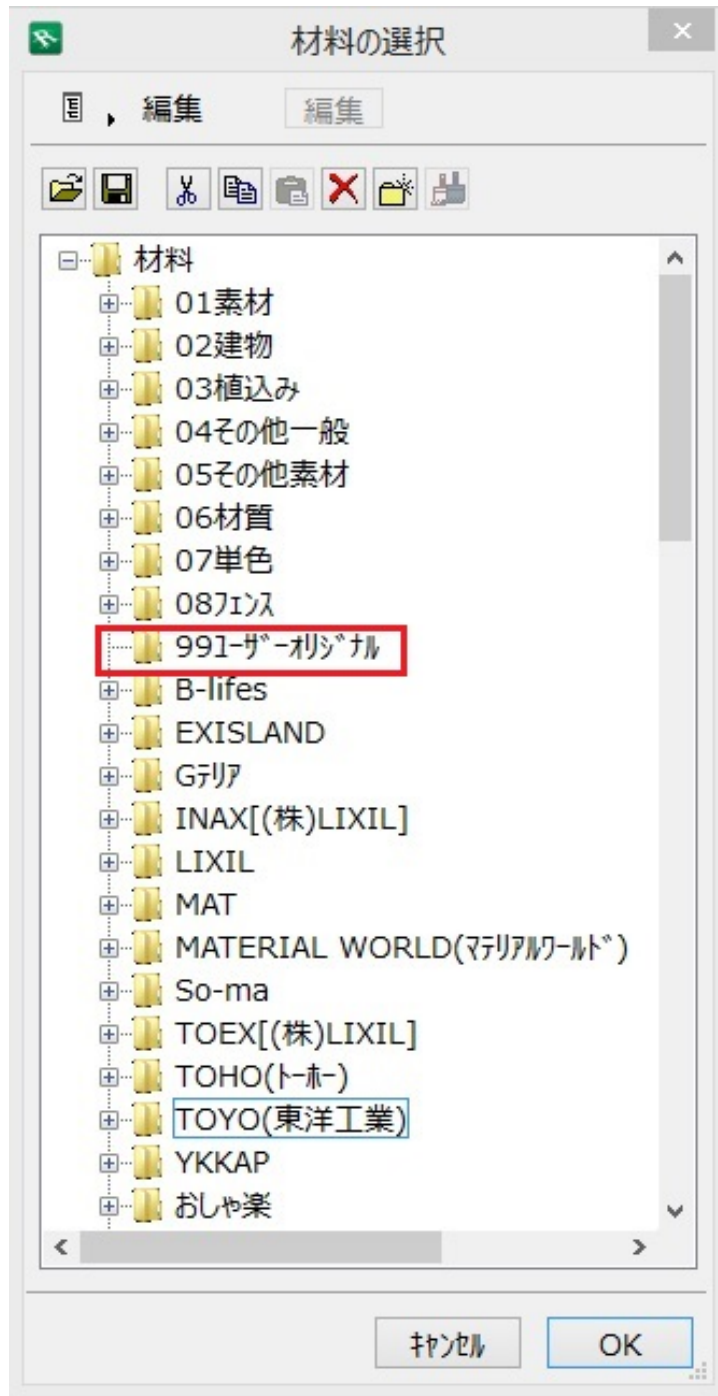 材料の選択
編集 編集
材料
01素材
02建物
03植込み
04その他一般
05その他素材
06材質
07単色
08ﾌｪﾝｽ
99ﾕｰｻﾞｰｵﾘｼﾞﾅﾙ
B-lifes
EXISLAND
Gﾃﾘｱ
INAX[(株)LIXIL]
LIXIL
MAT
MATERIAL WORLD(ﾏﾃﾘｱﾙﾜｰﾙﾄﾞ)
So-ma
TOEX[(株)LIXIL]
TOHO(ﾄｰﾎｰ)
TOYO(東洋工業)
YKKAP
おしゃ楽
ｷｬﾝｾﾙ OK